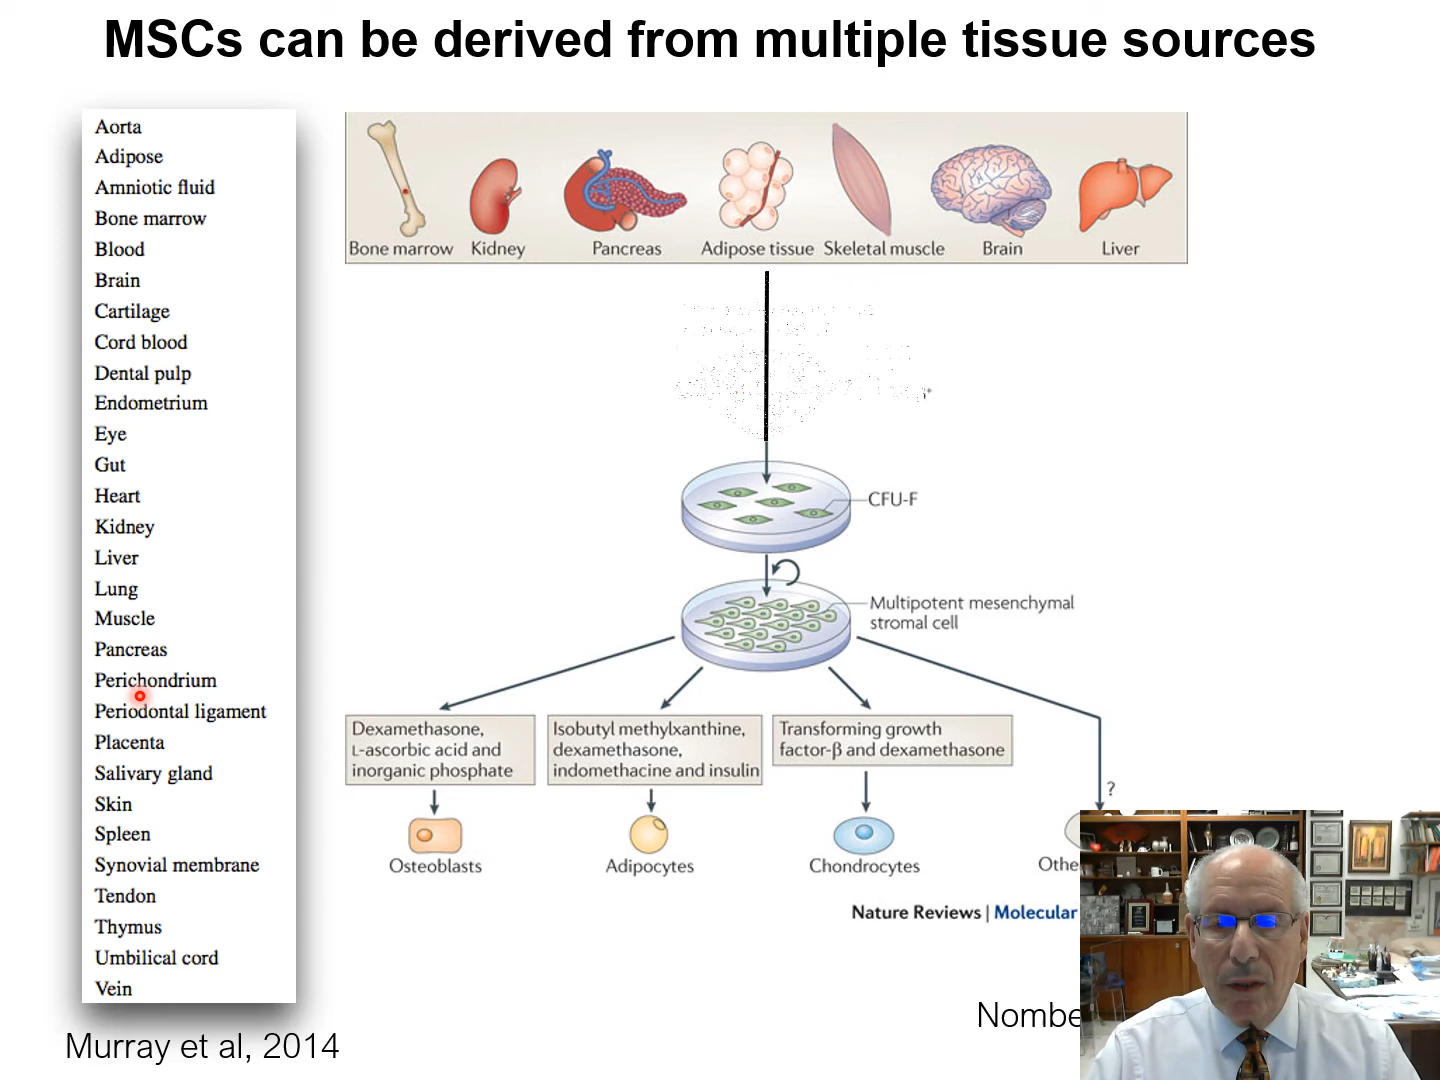 MSCs can be derived from multiple tissue sources
Aorta
Adipose
Amniotic fluid
Bone marrow
Blood
Brain
Cartilage
Cord blood
Dental pulp
Endometrium
Eye
Gut
Heart
Kidney
Liver
Lung
Muscle
Pancreas
Perichondrium
Periodontal ligament
Placenta
Salivary gland
Skin
Spleen
Synovial membrane
Tendon
Thymus
Umbilical cord
Vein
Murray et al, 2014
Bone marrow
Kidney
Pancreas
Adipose tissue
Skeletal muscle
Brain
Liver
CFU-F
Multipotent mesenchymal
stromal cell
Dexamethasone,
L-ascorbic acid and
inorganic phosphate
Isobutyl methylxanthine,
dexamethasone,
indomethacine and insulin
Transforming growth
factor-β and dexamethasone
?
Osteoblasts
Adipocytes
Chondrocytes
Othe
Nature Reviews | Molecular
Nombe